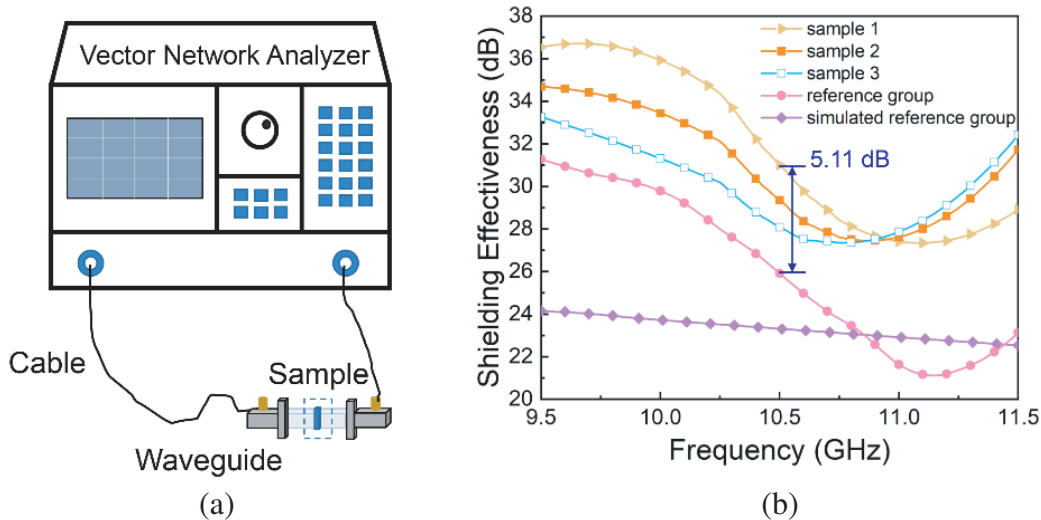 Vector Network Analyzer
Cable
Sample
Waveguide
(a)
Shielding Effectiveness (dB)
38
36
34
32
30
28
26
24
22
20
sample 1
sample 2
sample 3
reference group
simulated reference group
5.11 dB
9.5 10.0 10.5 11.0 11.5
Frequency (GHz)
(b)